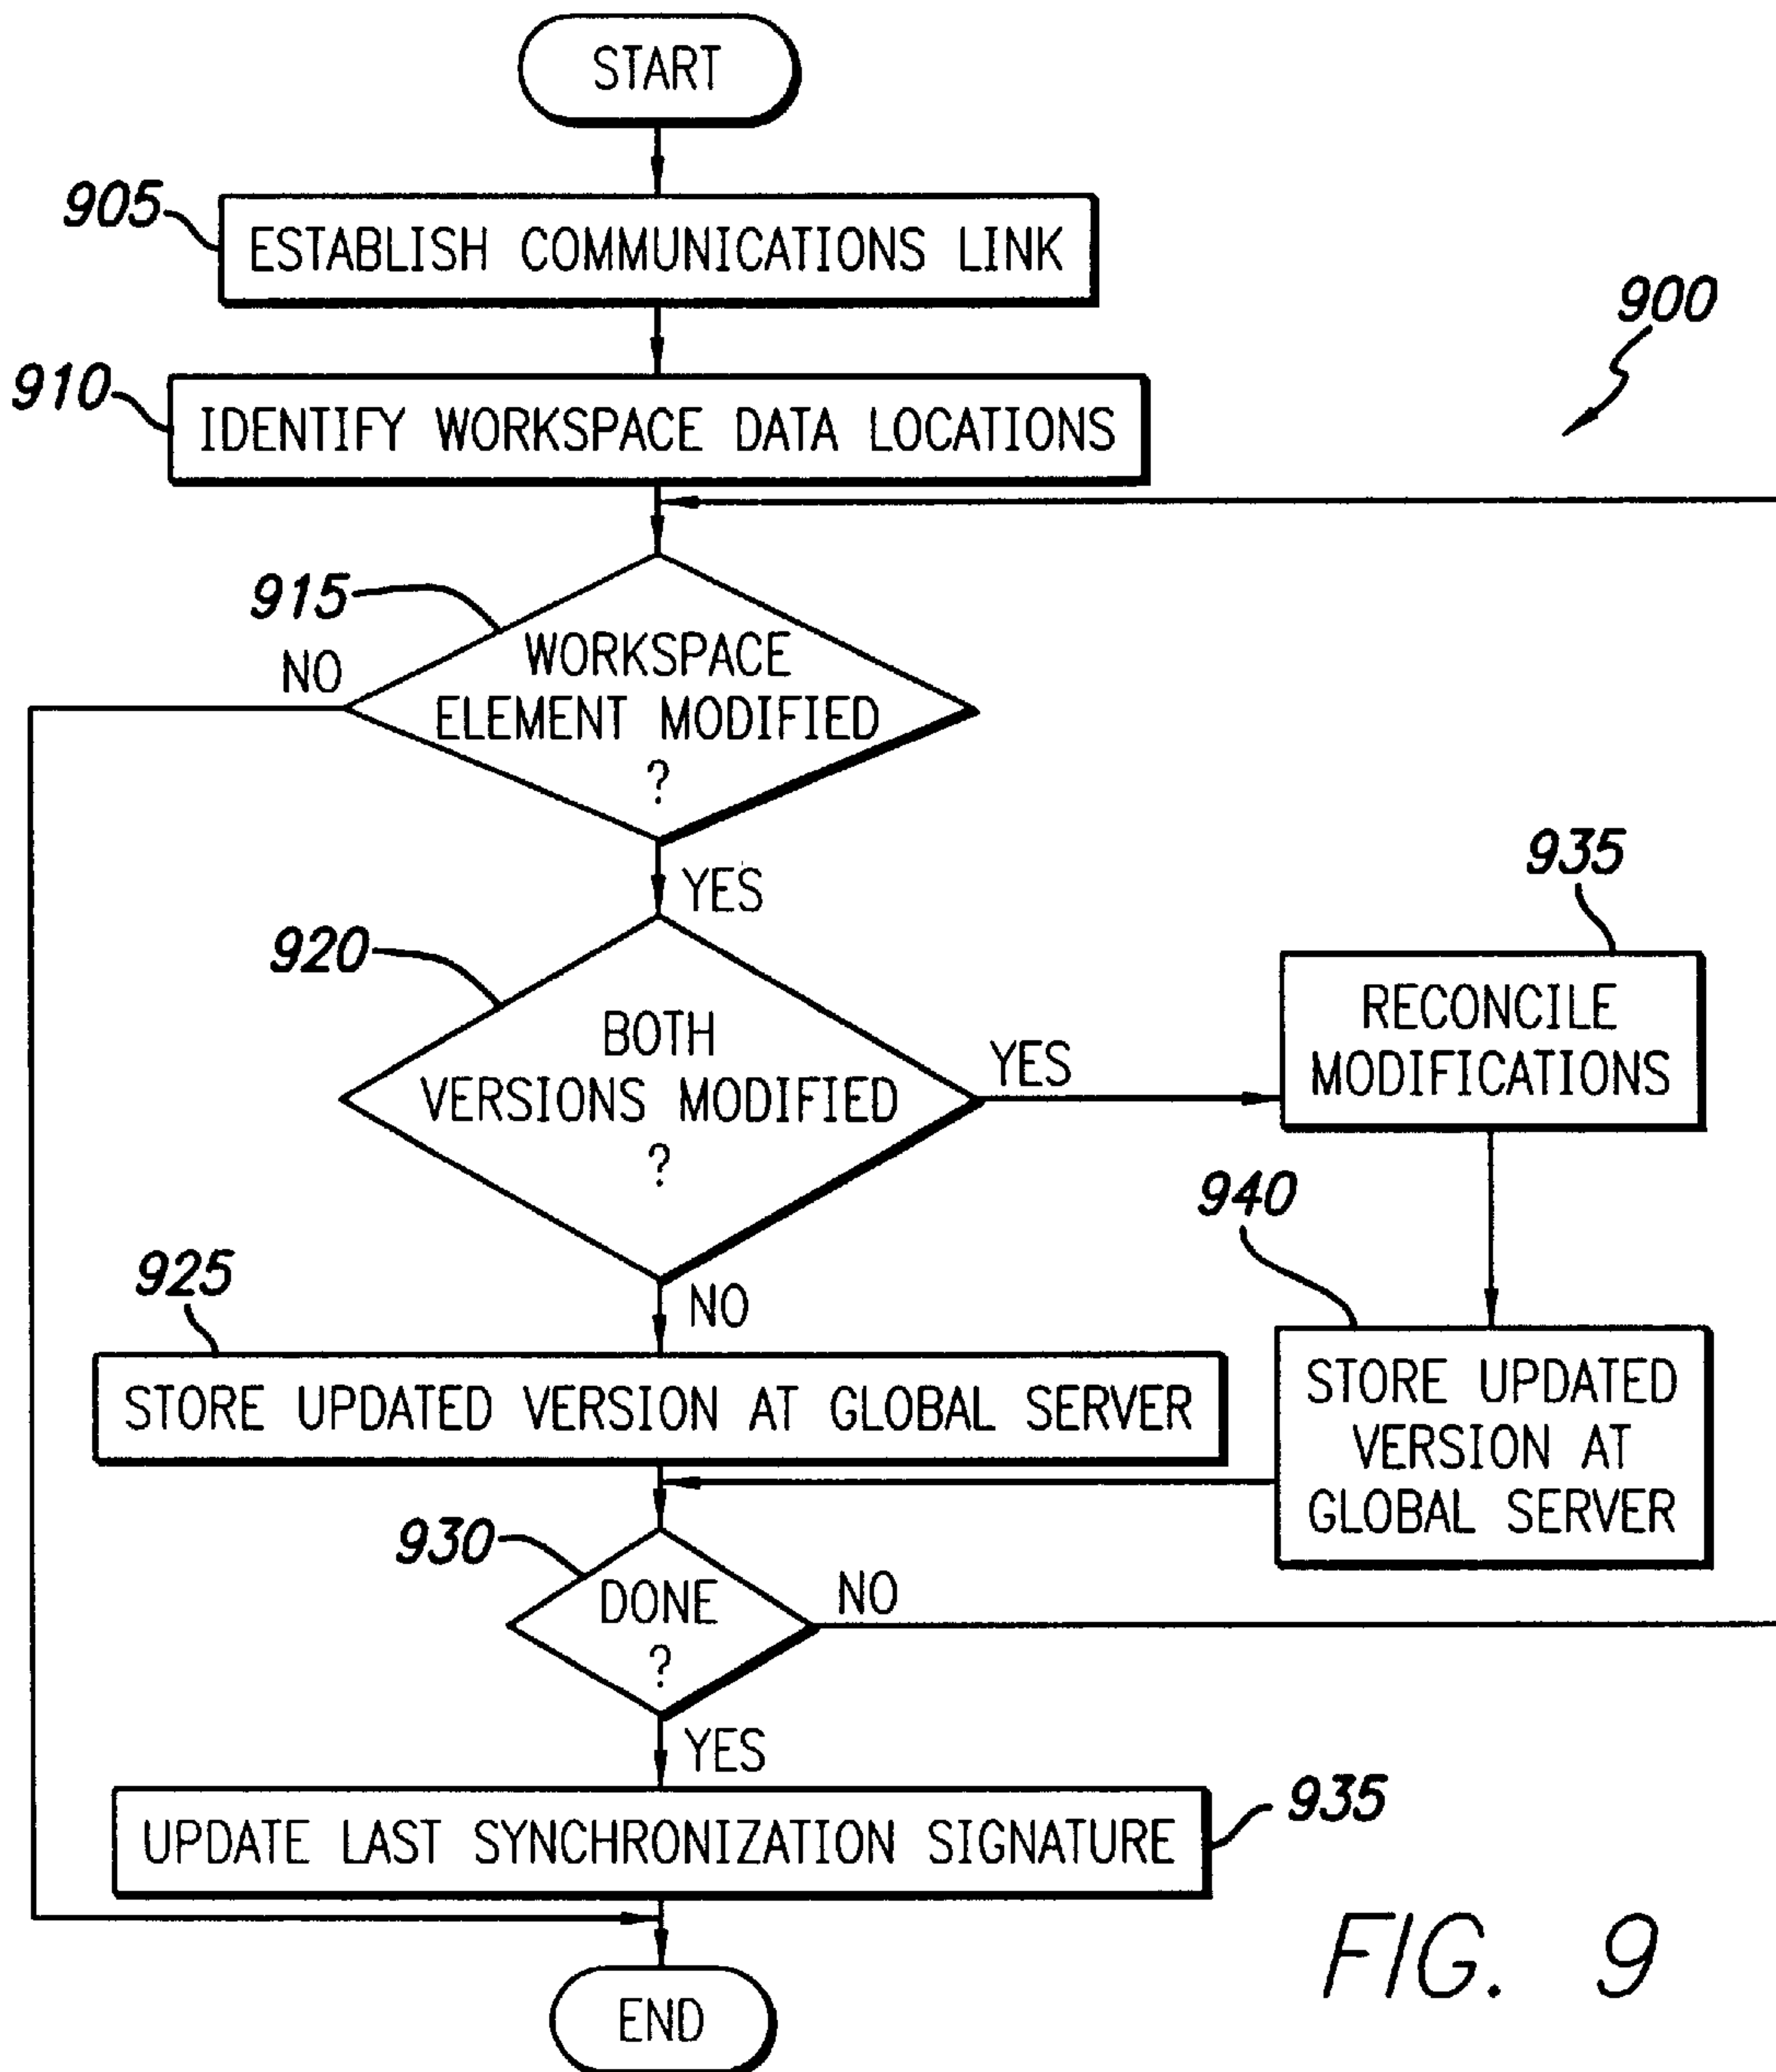 START
905
ESTABLISH COMMUNICATIONS LINK
900
910
IDENTIFY WORKSPACE DATA LOCATIONS
915
NO
WORKSPACE
ELEMENT MODIFIED
?
YES
920
BOTH
VERSIONS MODIFIED
?
YES
935
RECONCILE
MODIFICATIONS
NO
925
STORE UPDATED VERSION AT GLOBAL SERVER
940
STORE UPDATED
VERSION AT
GLOBAL SERVER
930
DONE
?
NO
YES
UPDATE LAST SYNCHRONIZATION SIGNATURE
935
END
FIG. 9